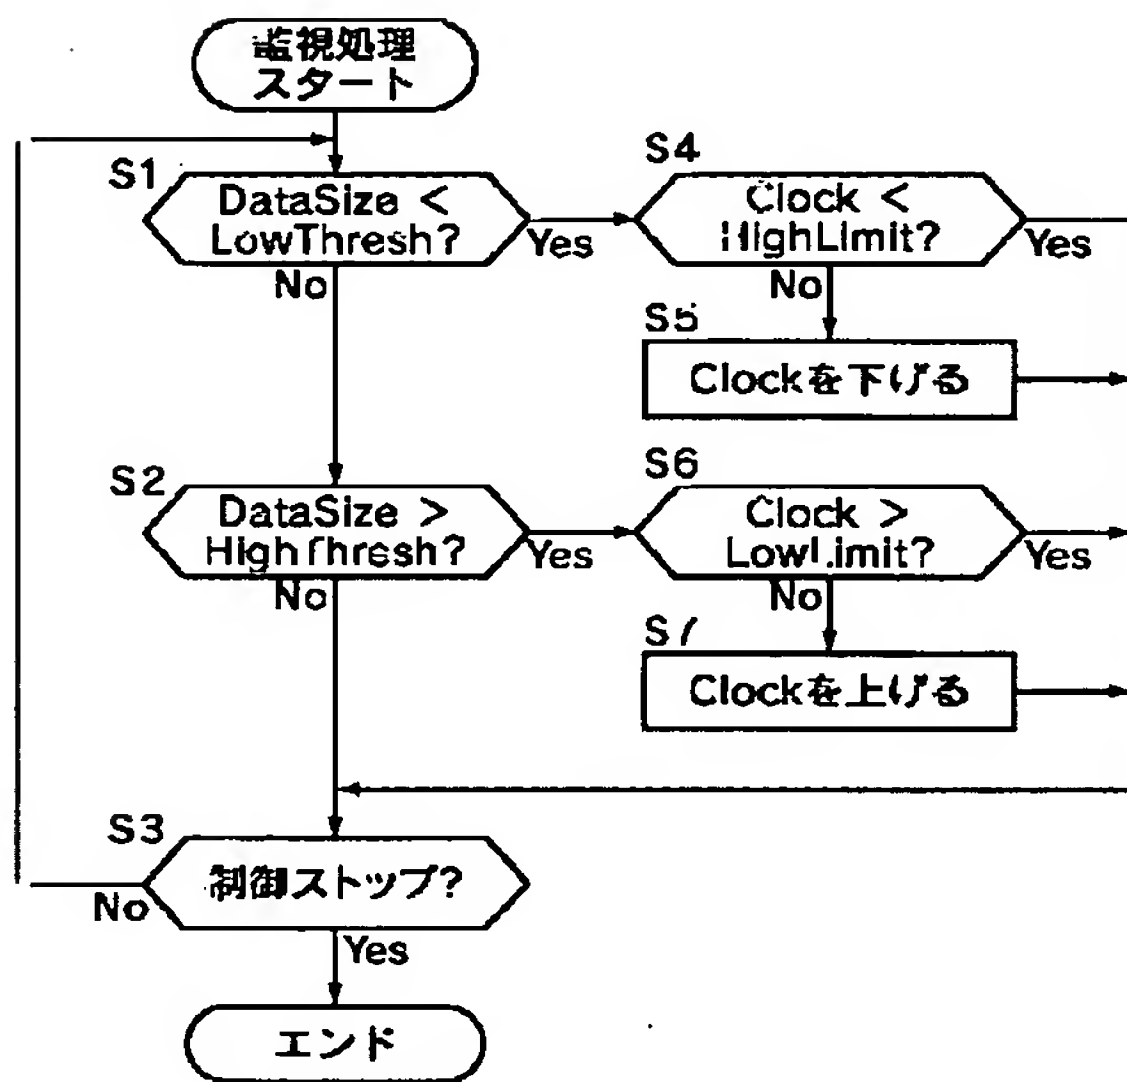 監視処理
スタート
S1
DataSize <
LowThresh?
Yes
No
S4
Clock <
HighLimit?
Yes
No
S5
Clockを下げる
S2
DataSize >
HighThresh?
Yes
No
S6
Clock >
LowLimit?
Yes
No
S7
Clockを上げる
S3
制御ストップ?
No
Yes
エンド